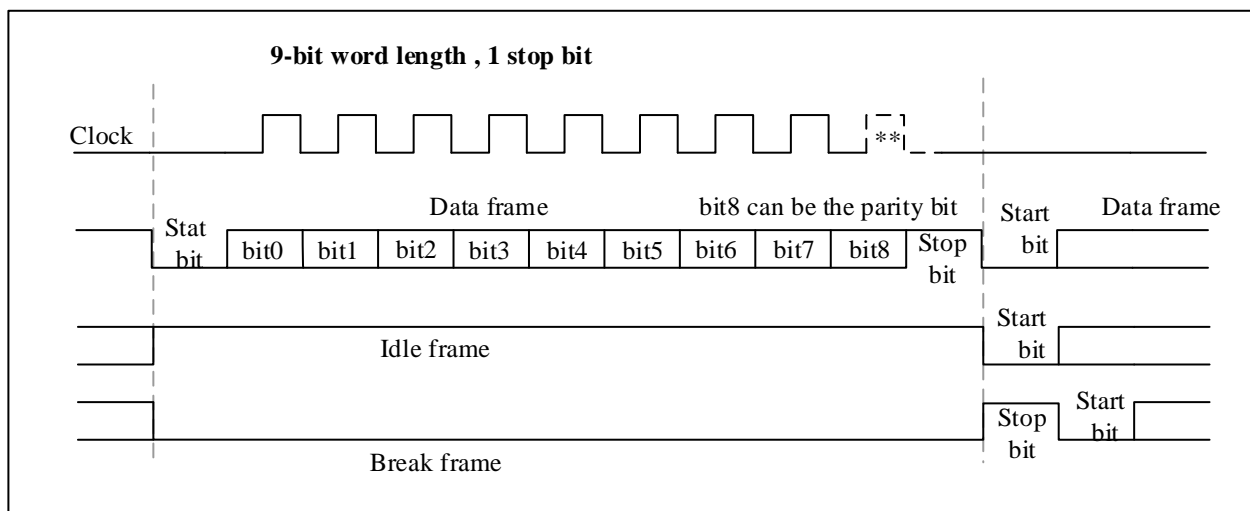 9-bit word length , 1 stop bit
Clock
**
Data frame
bit8 can be the parity bit
Start bit
Data frame
Stat bit
bit0
bit1
bit2
bit3
bit4
bit5
bit6
bit7
bit8
Stop bit
Idle frame
Start bit
Break frame
Stop bit
Start bit